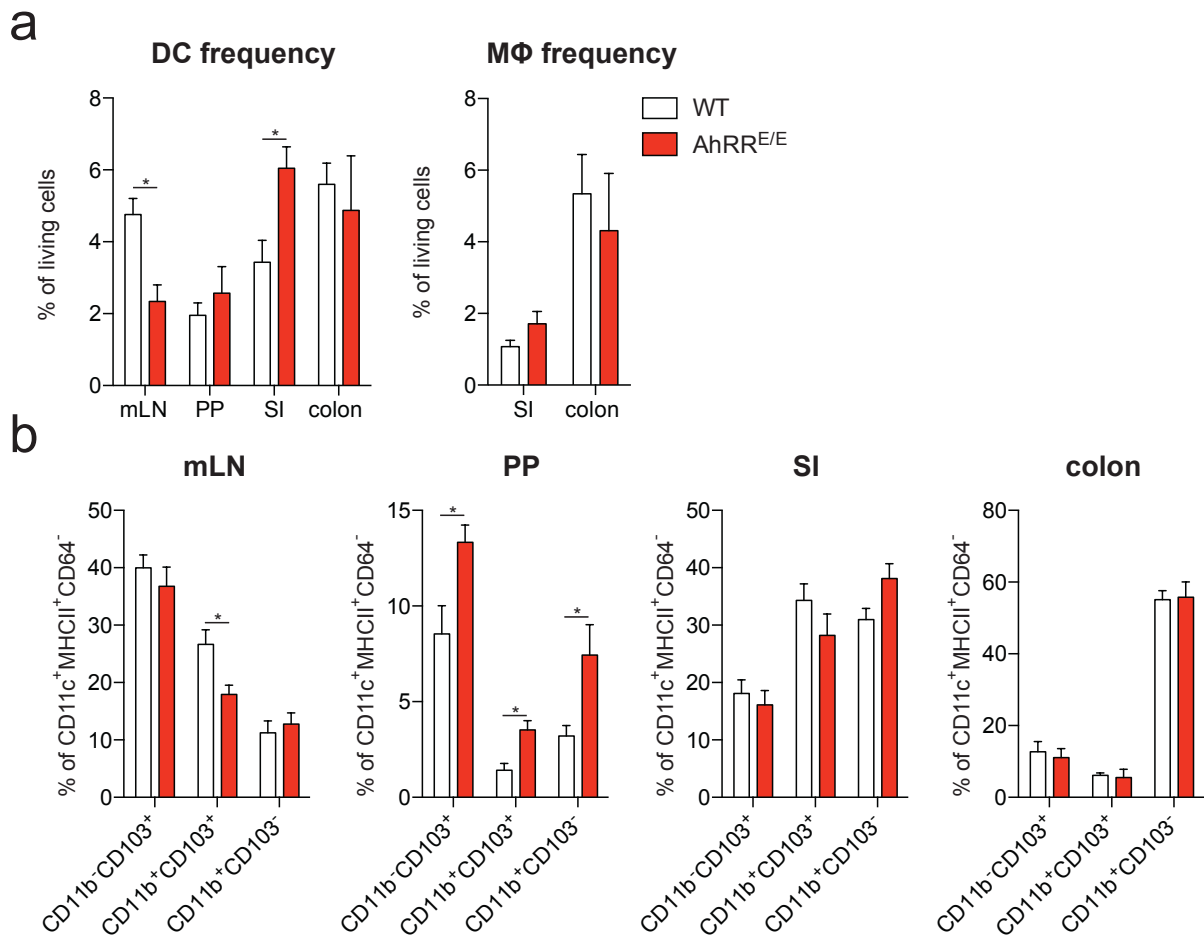 a
DC frequency
MΦ frequency
WT
AhRR^E/E
% of living cells
8
6
4
2
0
*
*
mLN PP SI colon
% of living cells
8
6
4
2
0
SI colon
b
mLN
PP
SI
colon
% of CD11c⁺MHCII⁺CD64⁻
50
40
30
20
10
0
*
CD11b⁻CD103⁺
CD11b⁺CD103⁺
CD11b⁺CD103⁻
% of CD11c⁺MHCII⁺CD64⁻
15
10
5
0
*
*
*
CD11b⁻CD103⁺
CD11b⁺CD103⁺
CD11b⁺CD103⁻
% of CD11c⁺MHCII⁺CD64⁻
50
40
30
20
10
0
CD11b⁻CD103⁺
CD11b⁺CD103⁺
CD11b⁺CD103⁻
% of CD11c⁺MHCII⁺CD64⁻
80
60
40
20
0
CD11b⁻CD103⁺
CD11b⁺CD103⁺
CD11b⁺CD103⁻